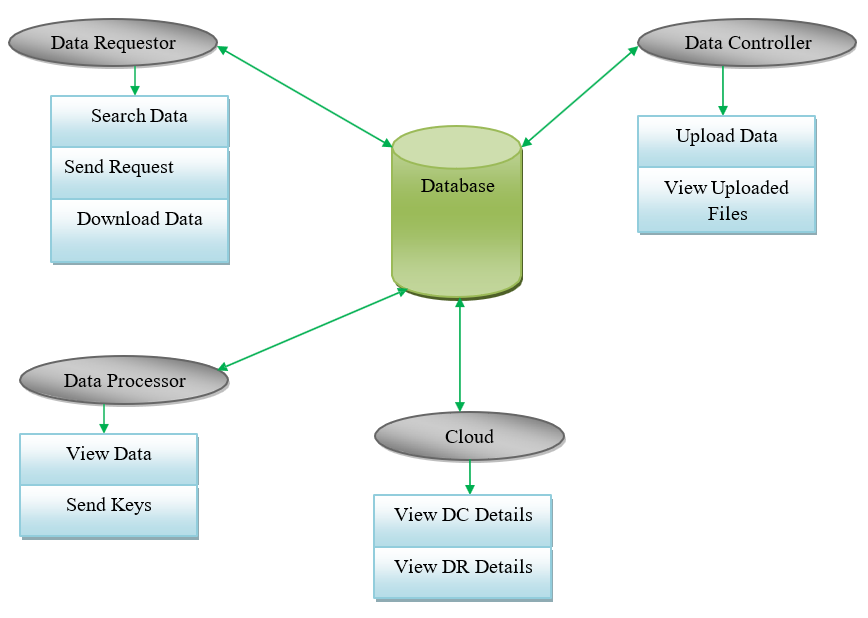 Data Requestor
Search Data
Send Request
Download Data
Data Controller
Upload Data
View Uploaded
Files
Database
Data Processor
View Data
Send Keys
Cloud
View DC Details
View DR Details